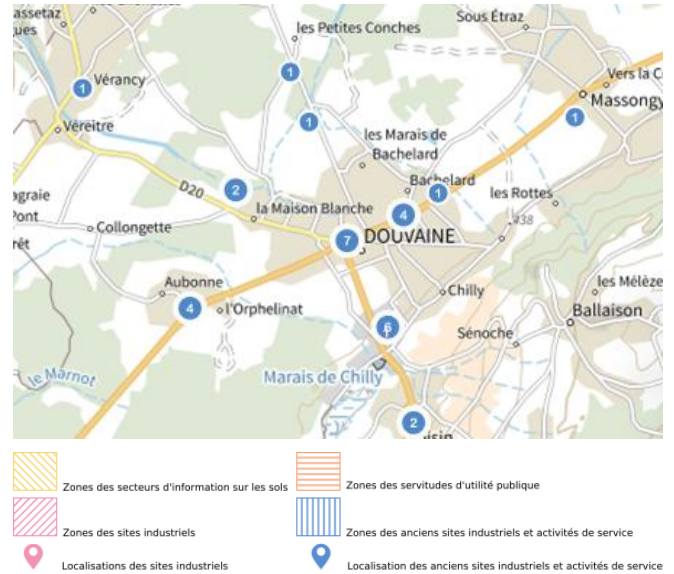 assetaz
ques
les Petites Conches
Sous Étraz
1
Vérancy
1
Vers la C
Massongy
Véreitre
1
1
les Marais de
Bachelard
D20
2
Bachelard
1
les Rottes
agraie
Pont
rêt
Collongette
la Maison Blanche
4
438
7
DOUVAINE
Aubonne
4
l'Orphelinat
Chilly
les Mélèze
Ballaison
6
Sénoche
le Marnot
Marais de Chilly
2
isin
Zones des secteurs d'information sur les sols
Zones des servitudes d'utilité publique
Zones des sites industriels
Zones des anciens sites industriels et activités de service
Localisations des sites industriels
Localisation des anciens sites industriels et activités de service